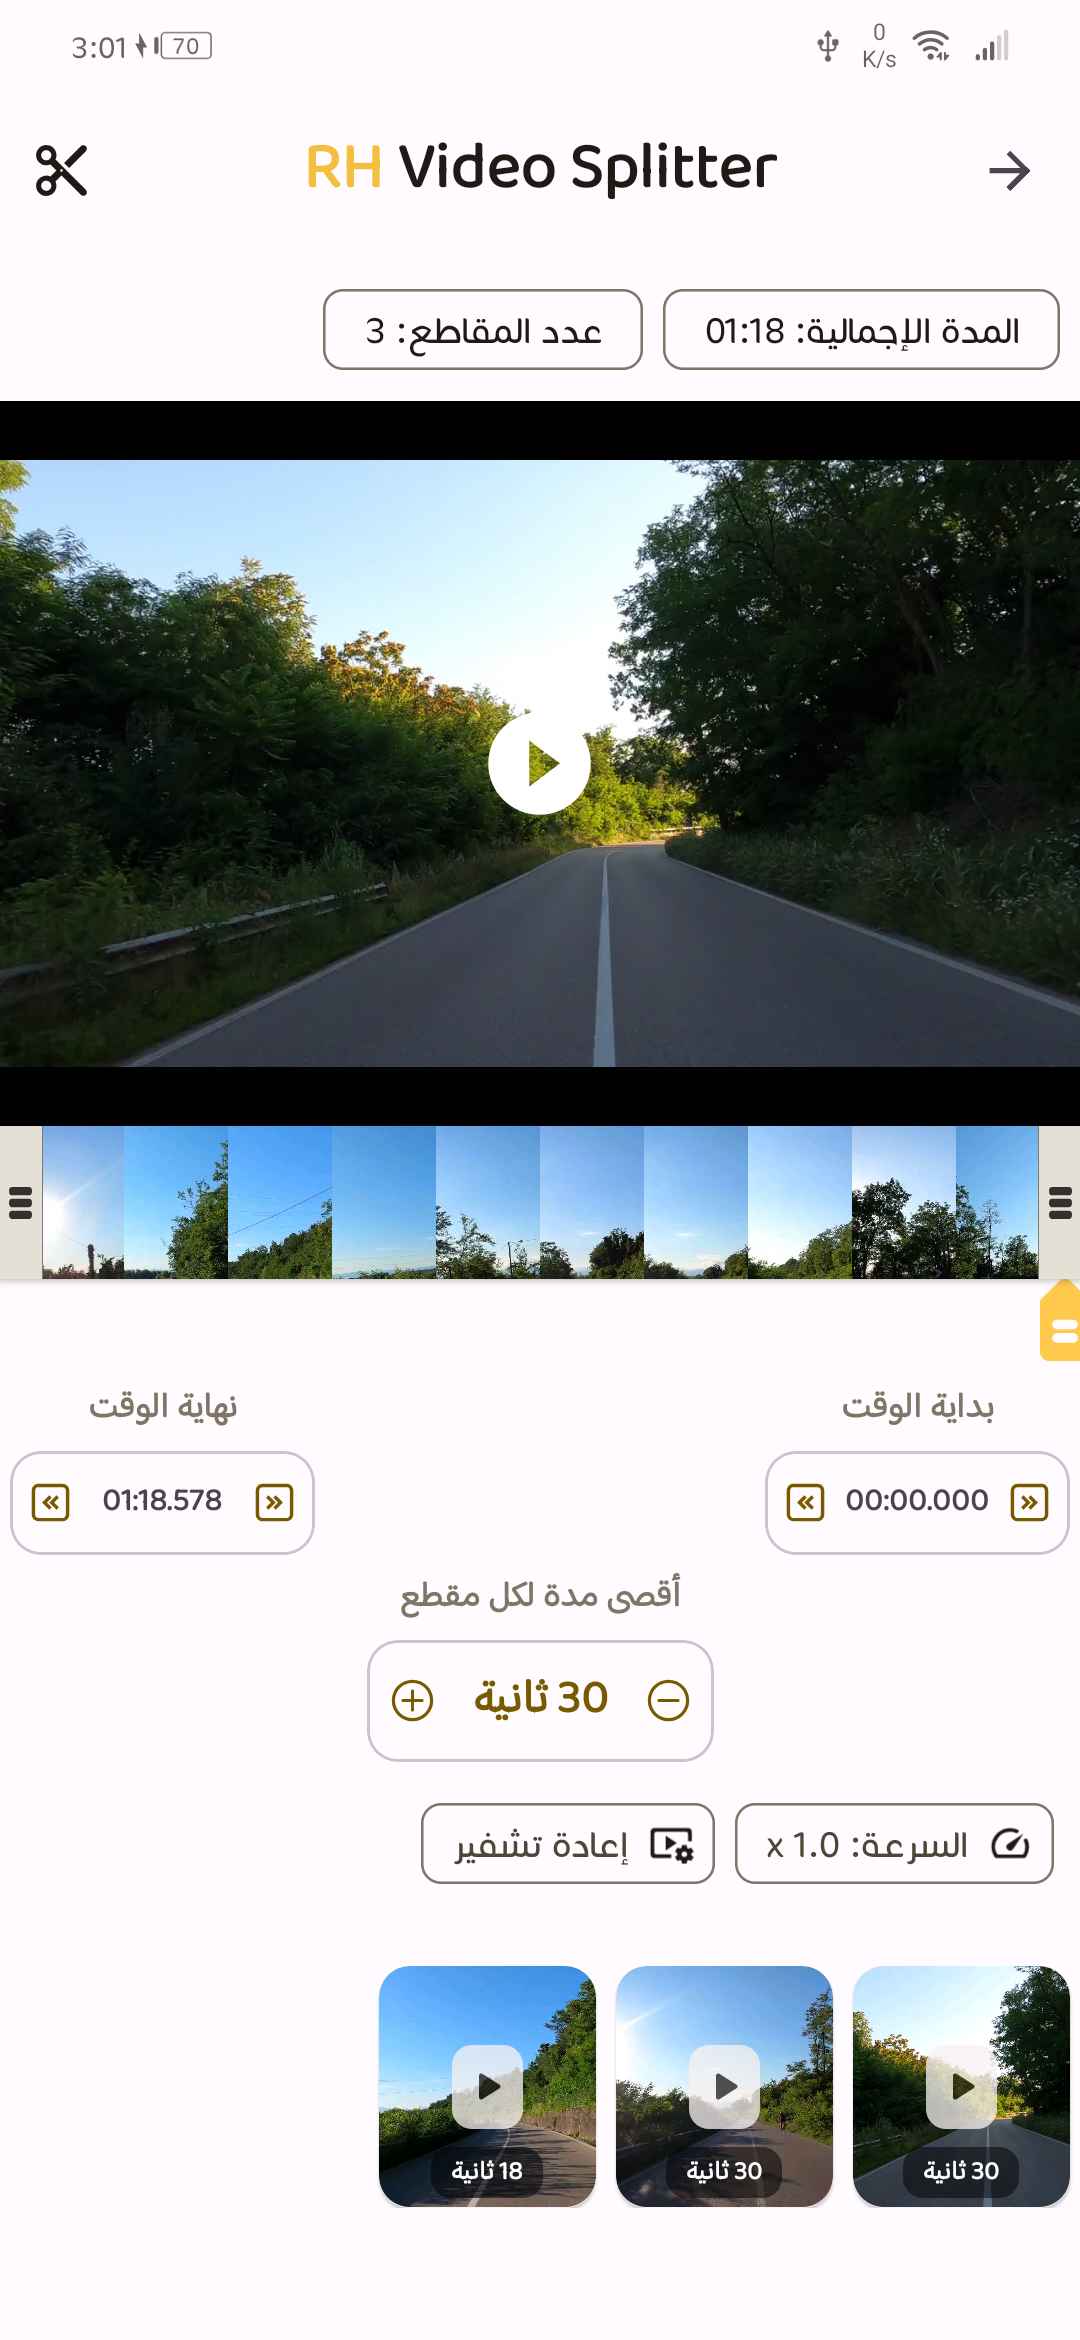 3:01 70 0 K/s
RH Video Splitter
المدة الإجمالية: 01:18
عدد المقاطع: 3
بداية الوقت
نهاية الوقت
00:00.000
01:18.578
أقصى مدة لكل مقطع
30 ثانية
السرعة: 1.0 x
إعادة تشفير
30 ثانية
30 ثانية
18 ثانية